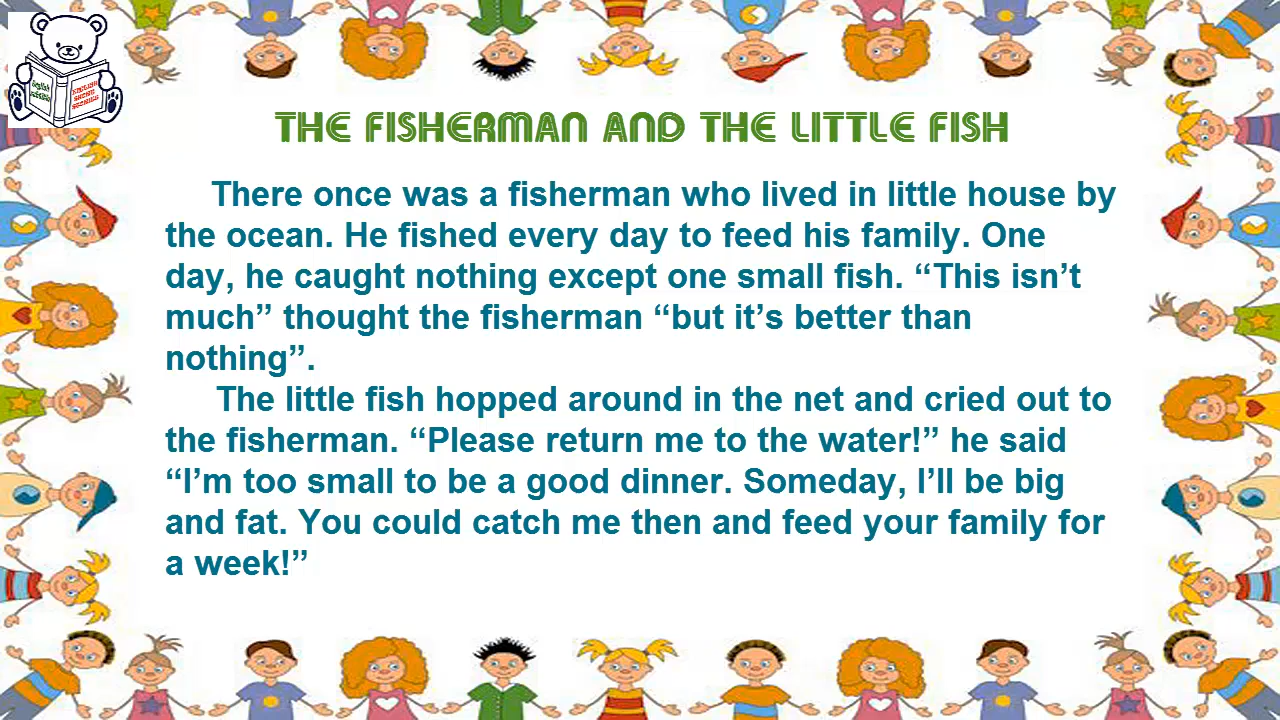 THE FISHERMAN AND THE LITTLE FISH
There once was a fisherman who lived in little house by
the ocean. He fished every day to feed his family. One
day, he caught nothing except one small fish. “This isn’t
much” thought the fisherman “but it’s better than
nothing”.
The little fish hopped around in the net and cried out to
the fisherman. “Please return me to the water!” he said
“I’m too small to be a good dinner. Someday, I’ll be big
and fat. You could catch me then and feed your family for
a week!”